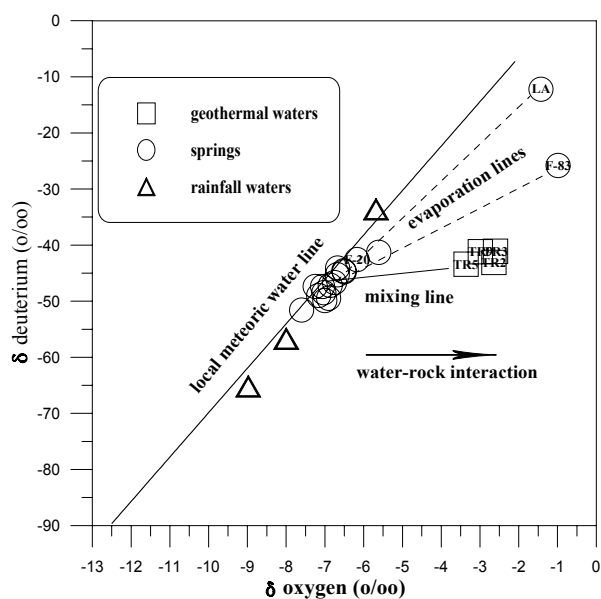 0
-10
-20
-30
-40
-50
-60
-70
-80
-90
δ deuterium (o/oo)
geothermal waters
springs
rainfall waters
LA
F-83
evaporation lines
F-20
TR3
TR5
TR2
mixing line
local meteoric water line
water-rock interaction
-13 -12 -11 -10 -9 -8 -7 -6 -5 -4 -3 -2 -1 0
δ oxygen (o/oo)